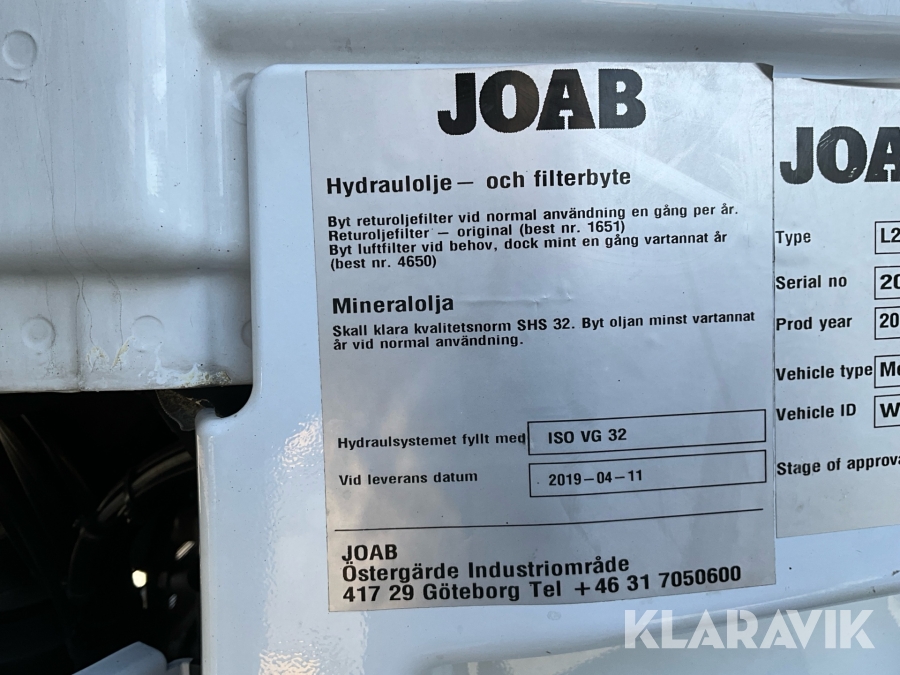 JOAB
Hydraulolje — och filterbyte
Byt returoljefilter vid normal användning en gång per år.
Returoljefilter — original (best nr. 1651)
Byt luftfilter vid behov, dock mint en gång vartannat år
(best nr. 4650)
Mineralolja
Skall klara kvalitetsnorm SHS 32. Byt oljan minst vartannat
år vid normal användning.
Hydraulsystemet fyllt med ISO VG 32
Vid leverans datum 2019-04-11
JOAB
Östergärde Industriområde
417 29 Göteborg Tel +46 31 7050600
JOA
Type L2
Serial no 20
Prod year 20
Vehicle type
Vehicle ID W
Stage of
KLARAVIK